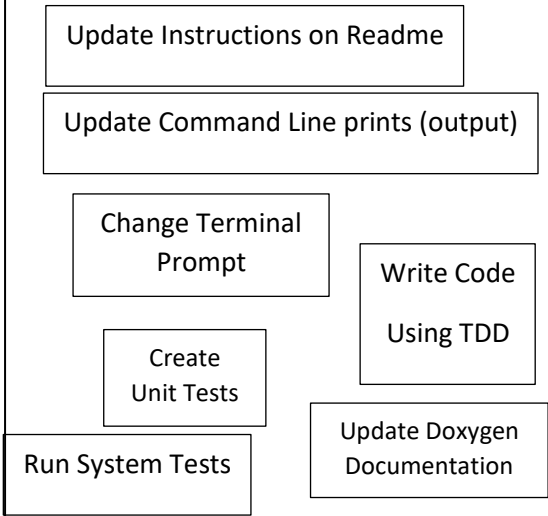 Update Instructions on Readme
Update Command Line prints (output)
Change Terminal
Prompt
Write Code
Using TDD
Create
Unit Tests
Update Doxygen
Documentation
Run System Tests